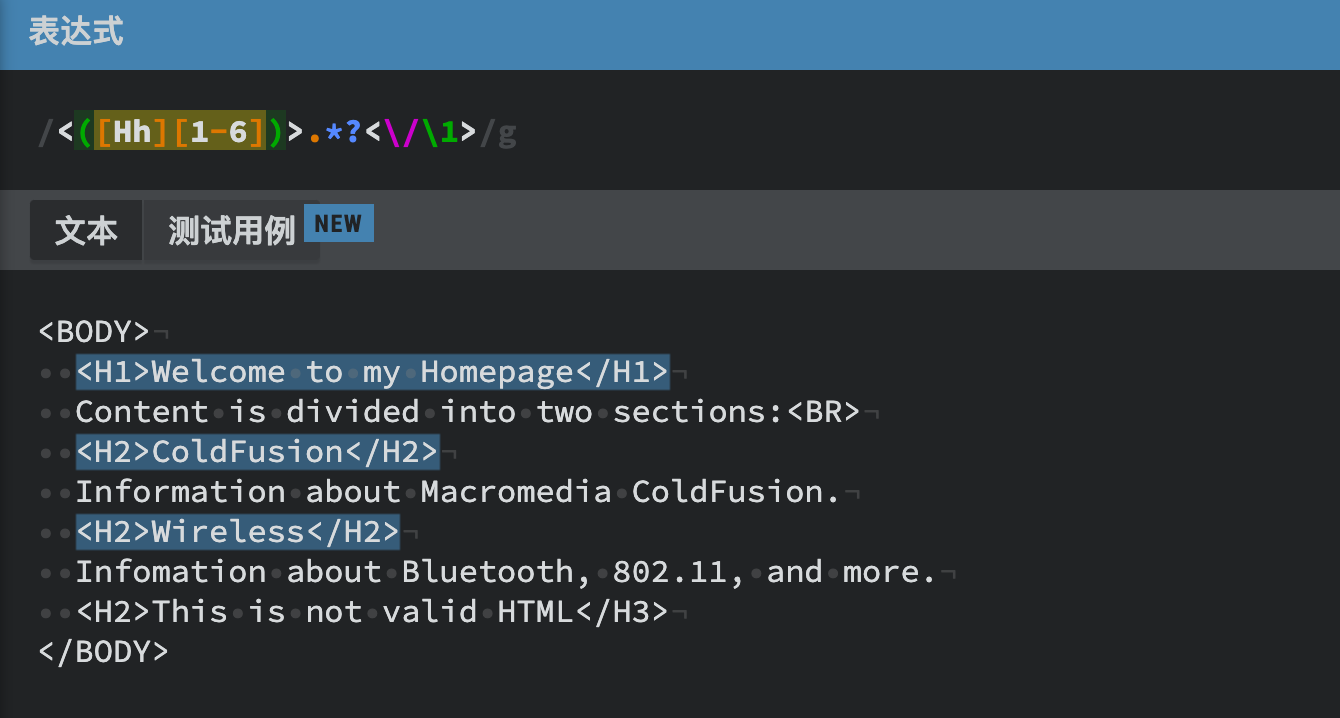 表达式
/<([Hh][1-6])>.*?<\/\1>/g
文本 测试用例 NEW
<BODY>¬
••<H1>Welcome•to•my•Homepage</H1>¬
••Content•is•divided•into•two•sections:<BR>¬
••<H2>ColdFusion</H2>¬
••Information•about•Macromedia•ColdFusion.¬
••<H2>Wireless</H2>¬
••Infomation•about•Bluetooth,•802.11,•and•more.¬
••<H2>This•is•not•valid•HTML</H3>¬
</BODY>